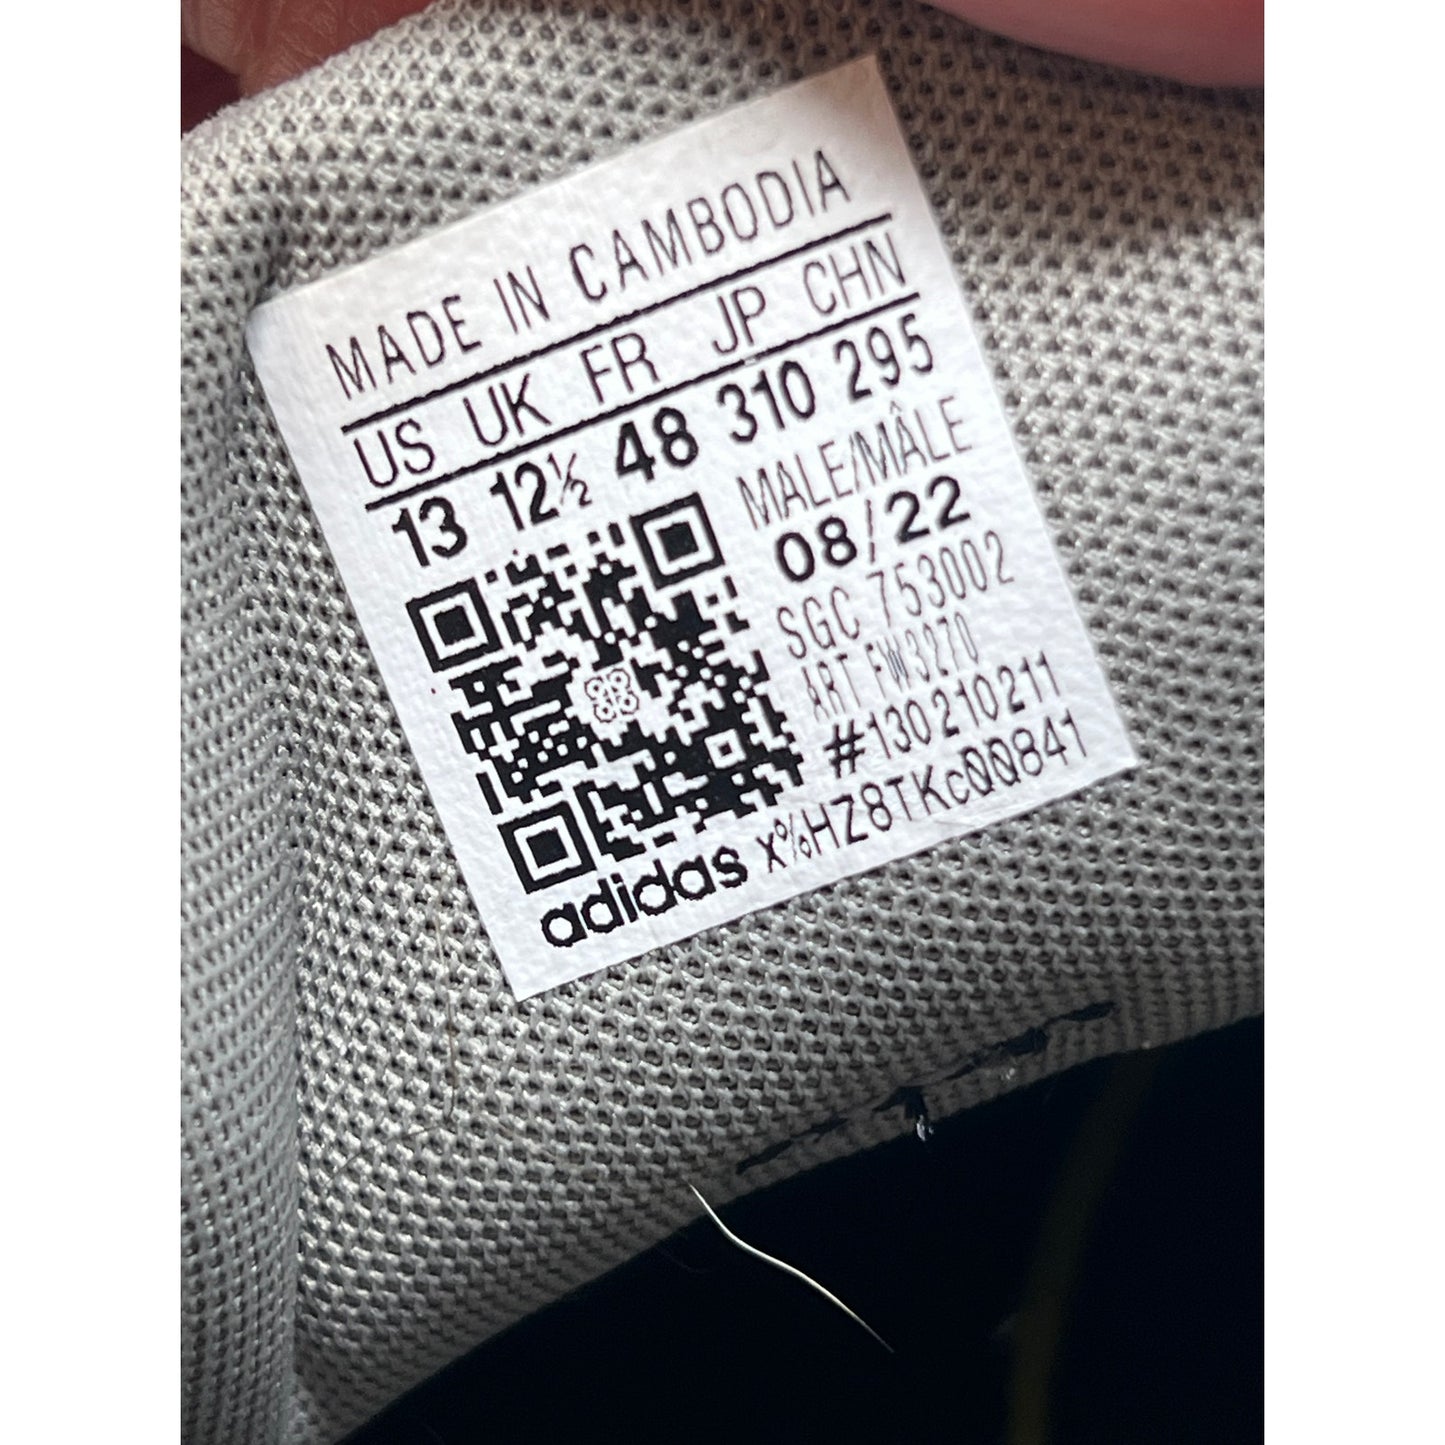 MADE IN CAMBODIA
US UK FR JP CHN
13 12½ 48 310 295
MALE/MÂLE
08/22
SGC 753002
ART FW3270
#130210211
x%HZ8TKc00841
adidas